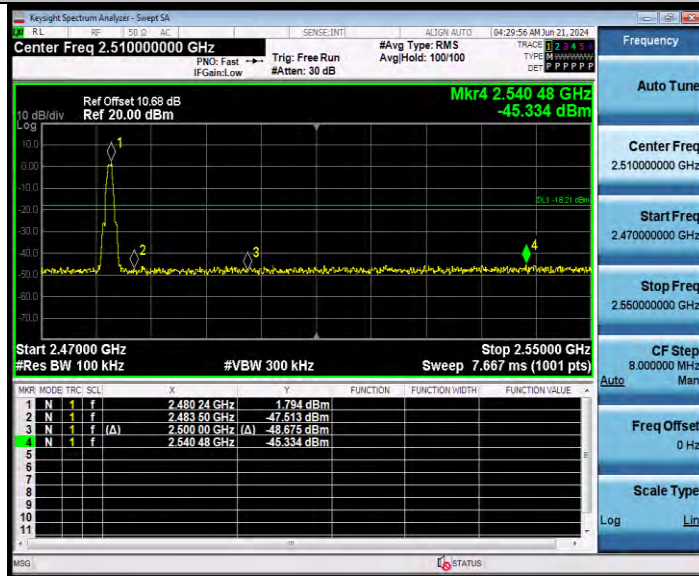 Keysight Spectrum Analyzer - Swept SA
RL RF 50 Ω AC SENSE:INT ALIGN AUTO 04:29:56 AM Jun 21, 2024
Center Freq 2.510000000 GHz
PNO: Fast
IFGain:Low
Trig: Free Run
#Atten: 30 dB
#Avg Type: RMS
Avg|Hold: 100/100
TRACE 1 2 3 4 5 6
TYPE M WWWWW
DET P P P P P P
Mkr4 2.540 48 GHz
-45.334 dBm
Ref Offset 10.68 dB
10 dB/div Ref 20.00 dBm
Log
10.0
0.00
-10.0
-20.0
-30.0
-40.0
-50.0
-60.0
-70.0
1
2
3
4
DL1 -18.21 dBm
Start 2.47000 GHz Stop 2.55000 GHz
#Res BW 100 kHz #VBW 300 kHz Sweep 7.667 ms (1001 pts)
MKR MODE TRC SCL X Y FUNCTION FUNCTION WIDTH FUNCTION VALUE
1 N 1 f 2.480 24 GHz 1.794 dBm
2 N 1 f 2.483 50 GHz -47.513 dBm
3 N 1 f (Δ) 2.500 00 GHz (Δ) -48.675 dBm
4 N 1 f 2.540 48 GHz -45.334 dBm
5
6
7
8
9
10
11
MSG STATUS
Frequency
Auto Tune
Center Freq
2.510000000 GHz
Start Freq
2.470000000 GHz
Stop Freq
2.550000000 GHz
CF Step
8.000000 MHz
Auto Man
Freq Offset
0 Hz
Scale Type
Log Lin